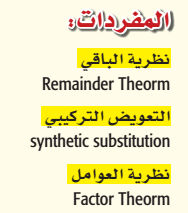 المفردات:
نظرية الباقي
Remainder Theorm
التعويض التركيبي
synthetic substitution
نظرية العوامل
Factor Theorm